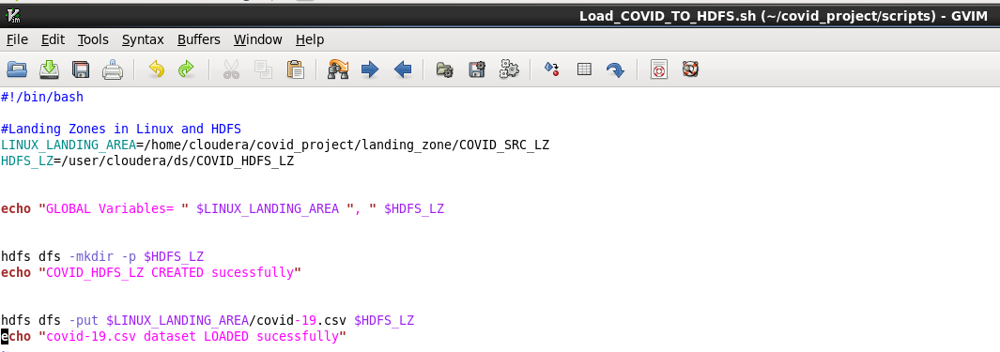 Load_COVID_TO_HDFS.sh (~/covid_project/scripts) - GVIM
File Edit Tools Syntax Buffers Window Help
#!/bin/bash
#Landing Zones in Linux and HDFS
LINUX_LANDING_AREA=/home/cloudera/covid_project/landing_zone/COVID_SRC_LZ
HDFS_LZ=/user/cloudera/ds/COVID_HDFS_LZ
echo "GLOBAL Variables= " $LINUX_LANDING_AREA ", " $HDFS_LZ
hdfs dfs -mkdir -p $HDFS_LZ
echo "COVID_HDFS_LZ CREATED sucessfully"
hdfs dfs -put $LINUX_LANDING_AREA/covid-19.csv $HDFS_LZ
echo "covid-19.csv dataset LOADED sucessfully"